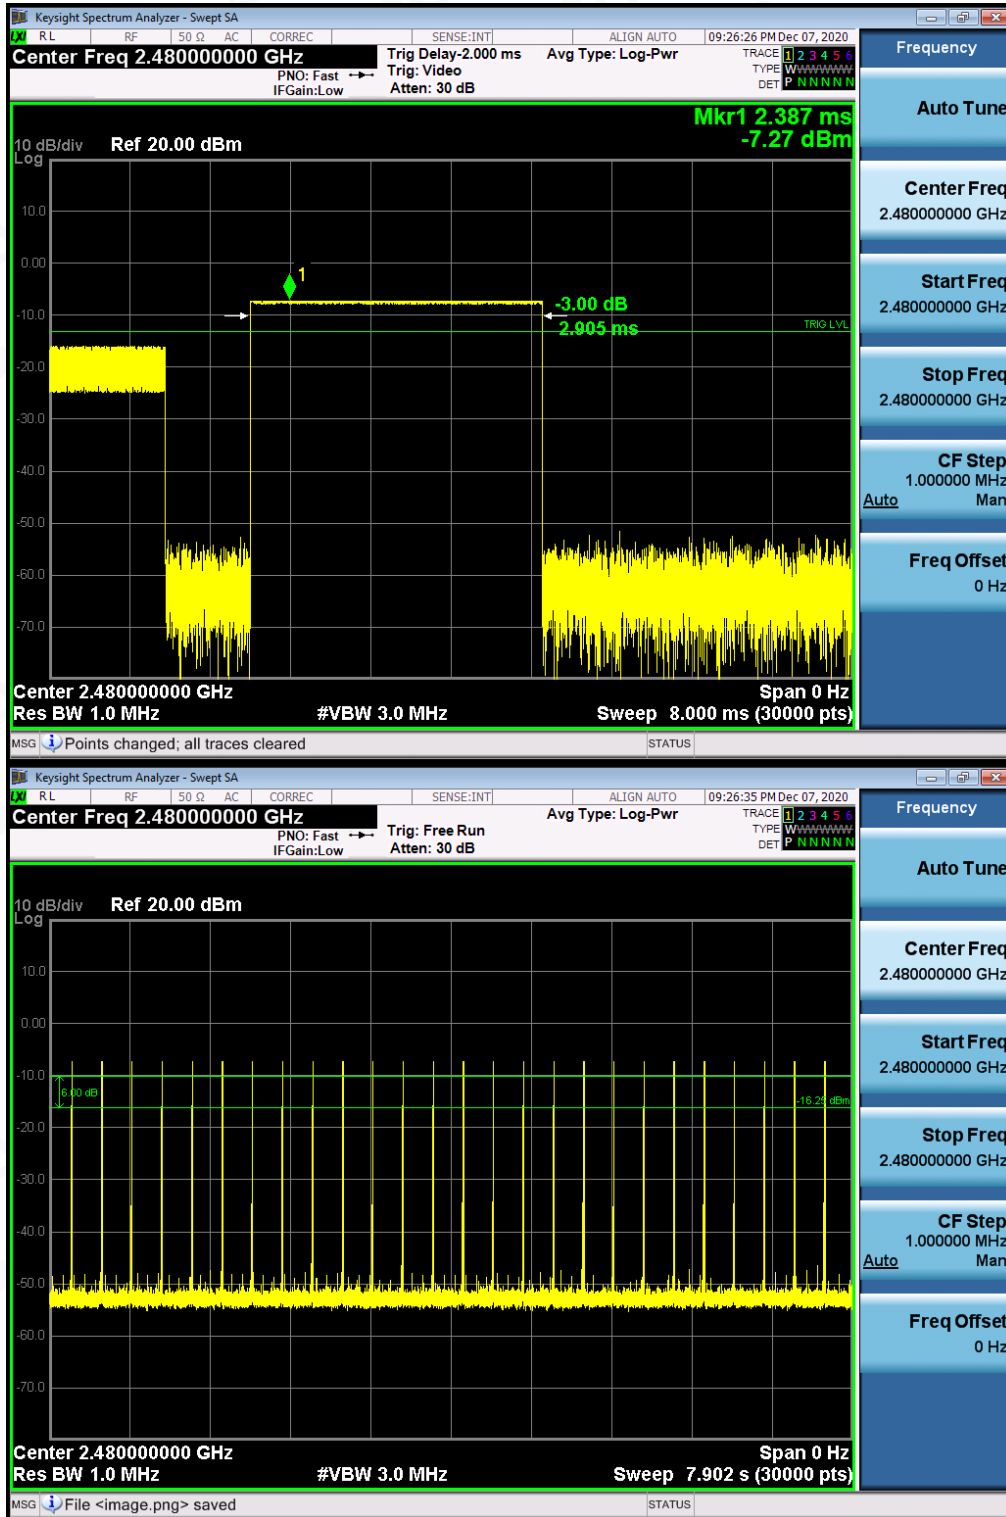 Keysight Spectrum Analyzer - Swept SA
LXI RL RF 50 Ω AC CORREC SENSE:INT ALIGN AUTO 09:26:26 PM Dec 07, 2020
Center Freq 2.480000000 GHz
PNO: Fast
IFGain:Low
Trig Delay-2.000 ms
Trig: Video
Atten: 30 dB
Avg Type: Log-Pwr
TRACE 1 2 3 4 5 6
TYPE WWWWWW
DET P N N N N N
Mkr1 2.387 ms
-7.27 dBm
10 dB/div
Log
Ref 20.00 dBm
10.0
0.00
1
-3.00 dB
-10.0
2.905 ms
TRIG LVL
-20.0
-30.0
-40.0
-50.0
-60.0
-70.0
Center 2.480000000 GHz
Span 0 Hz
Res BW 1.0 MHz
#VBW 3.0 MHz
Sweep 8.000 ms (30000 pts)
MSG Points changed; all traces cleared
STATUS
Frequency
Auto Tune
Center Freq
2.480000000 GHz
Start Freq
2.480000000 GHz
Stop Freq
2.480000000 GHz
CF Step
1.000000 MHz
Auto Man
Freq Offset
0 Hz
Keysight Spectrum Analyzer - Swept SA
LXI RL RF 50 Ω AC CORREC SENSE:INT ALIGN AUTO 09:26:35 PM Dec 07, 2020
Center Freq 2.480000000 GHz
PNO: Fast
IFGain:Low
Trig: Free Run
Atten: 30 dB
Avg Type: Log-Pwr
TRACE 1 2 3 4 5 6
TYPE WWWWWW
DET P N N N N N
10 dB/div
Log
Ref 20.00 dBm
10.0
0.00
-10.0
6.00 dB
-16.25 dBm
-20.0
-30.0
-40.0
-50.0
-60.0
-70.0
Center 2.480000000 GHz
Span 0 Hz
Res BW 1.0 MHz
#VBW 3.0 MHz
Sweep 7.902 s (30000 pts)
MSG File <image.png> saved
STATUS
Frequency
Auto Tune
Center Freq
2.480000000 GHz
Start Freq
2.480000000 GHz
Stop Freq
2.480000000 GHz
CF Step
1.000000 MHz
Auto Man
Freq Offset
0 Hz